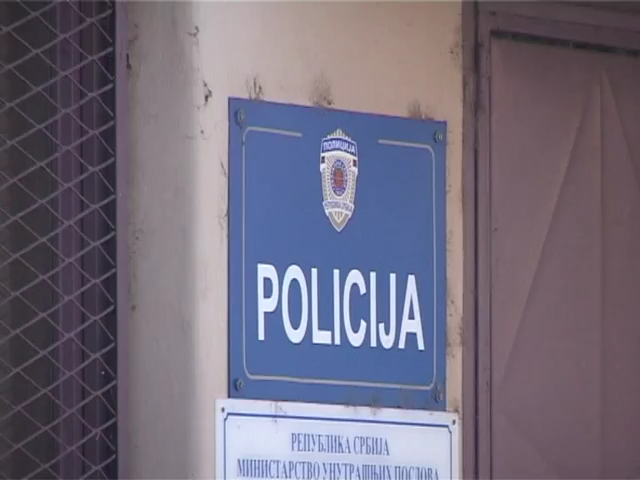 ПОЛИЦИЈА
POLICIJA
РЕПУБЛИКА СРБИЈА
МИНИСТАРСТВО УНУТРАШЊИХ ПОСЛОВА